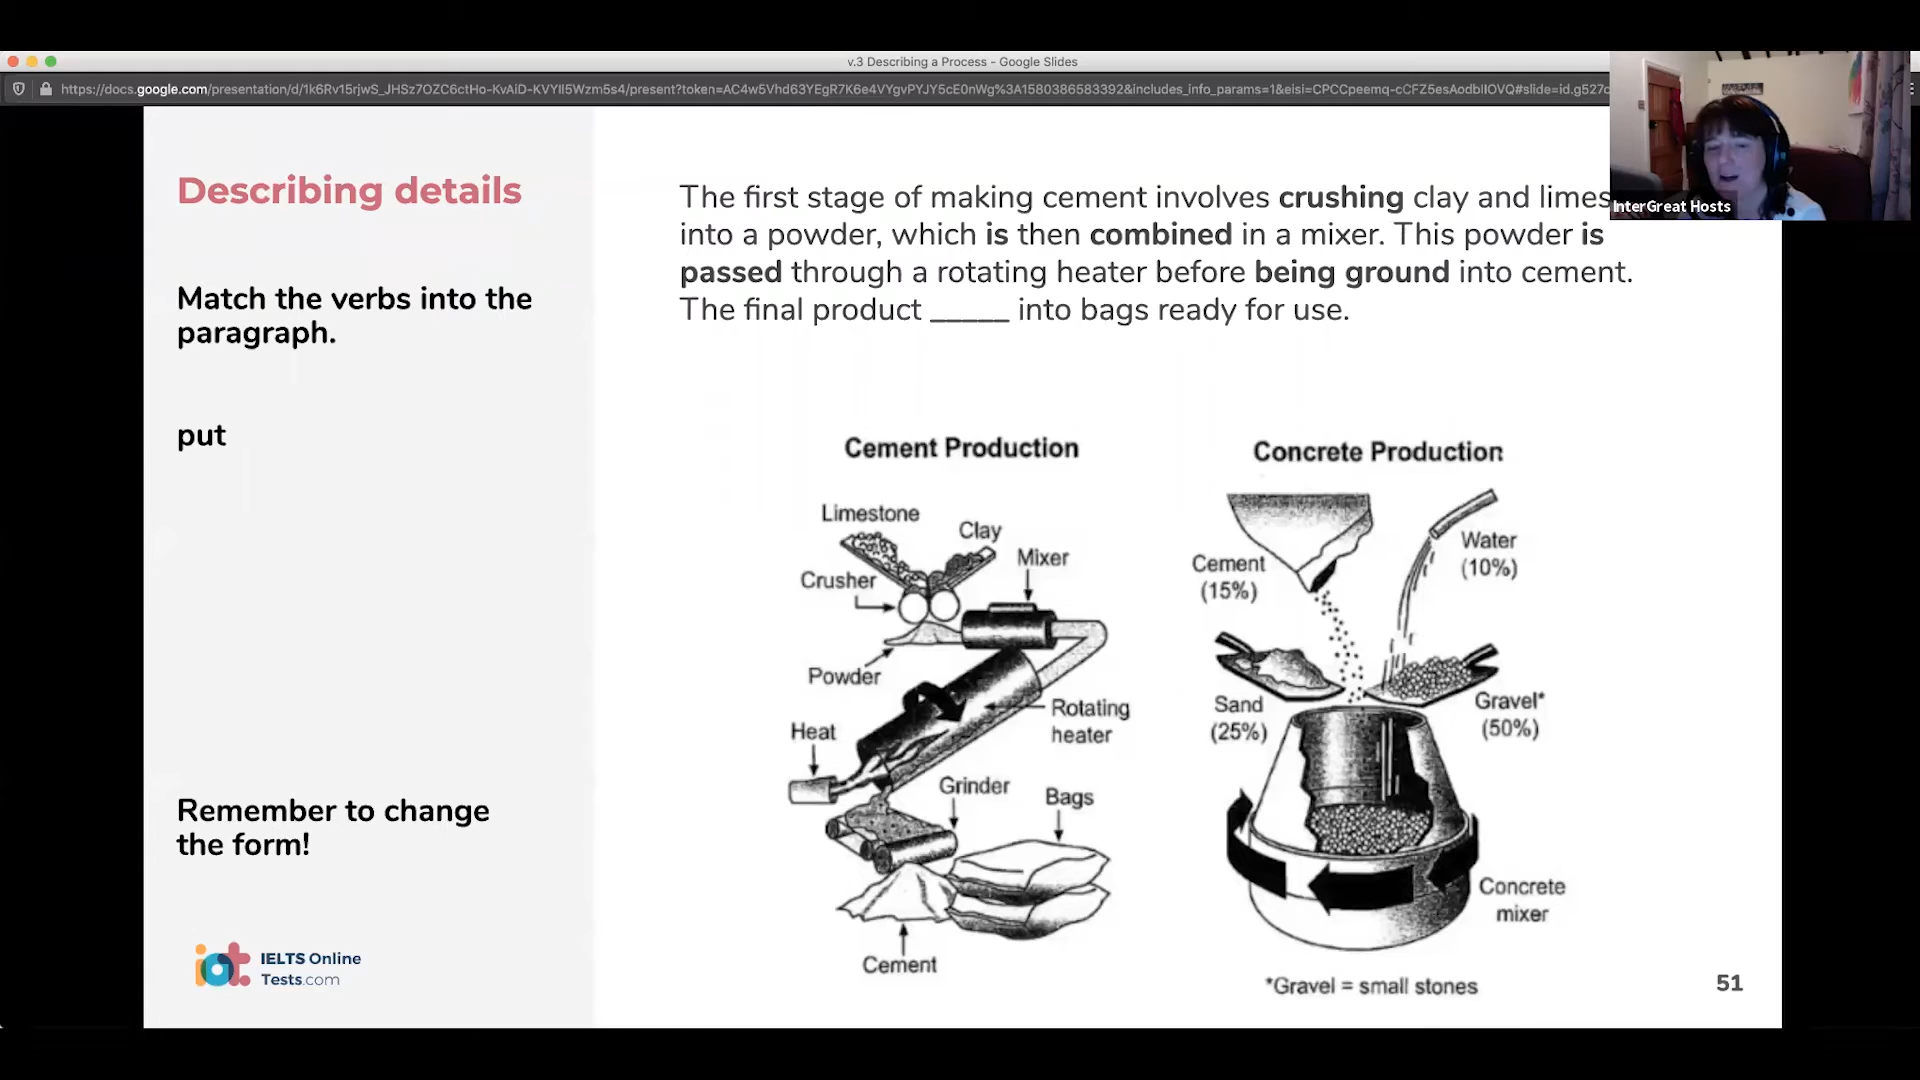 v.3 Describing a Process - Google Slides
InterGreat Hosts
Describing details
Match the verbs into the
paragraph.
put
Remember to change
the form!
IELTS Online
Tests.com
The first stage of making cement involves crushing clay and limes
into a powder, which is then combined in a mixer. This powder is
passed through a rotating heater before being ground into cement.
The final product _____ into bags ready for use.
Cement Production
Limestone
Clay
Mixer
Crusher
Powder
Rotating
heater
Heat
Grinder
Bags
Cement
Concrete Production
Cement
(15%)
Water
(10%)
Sand
(25%)
Gravel*
(50%)
Concrete
mixer
*Gravel = small stones
51